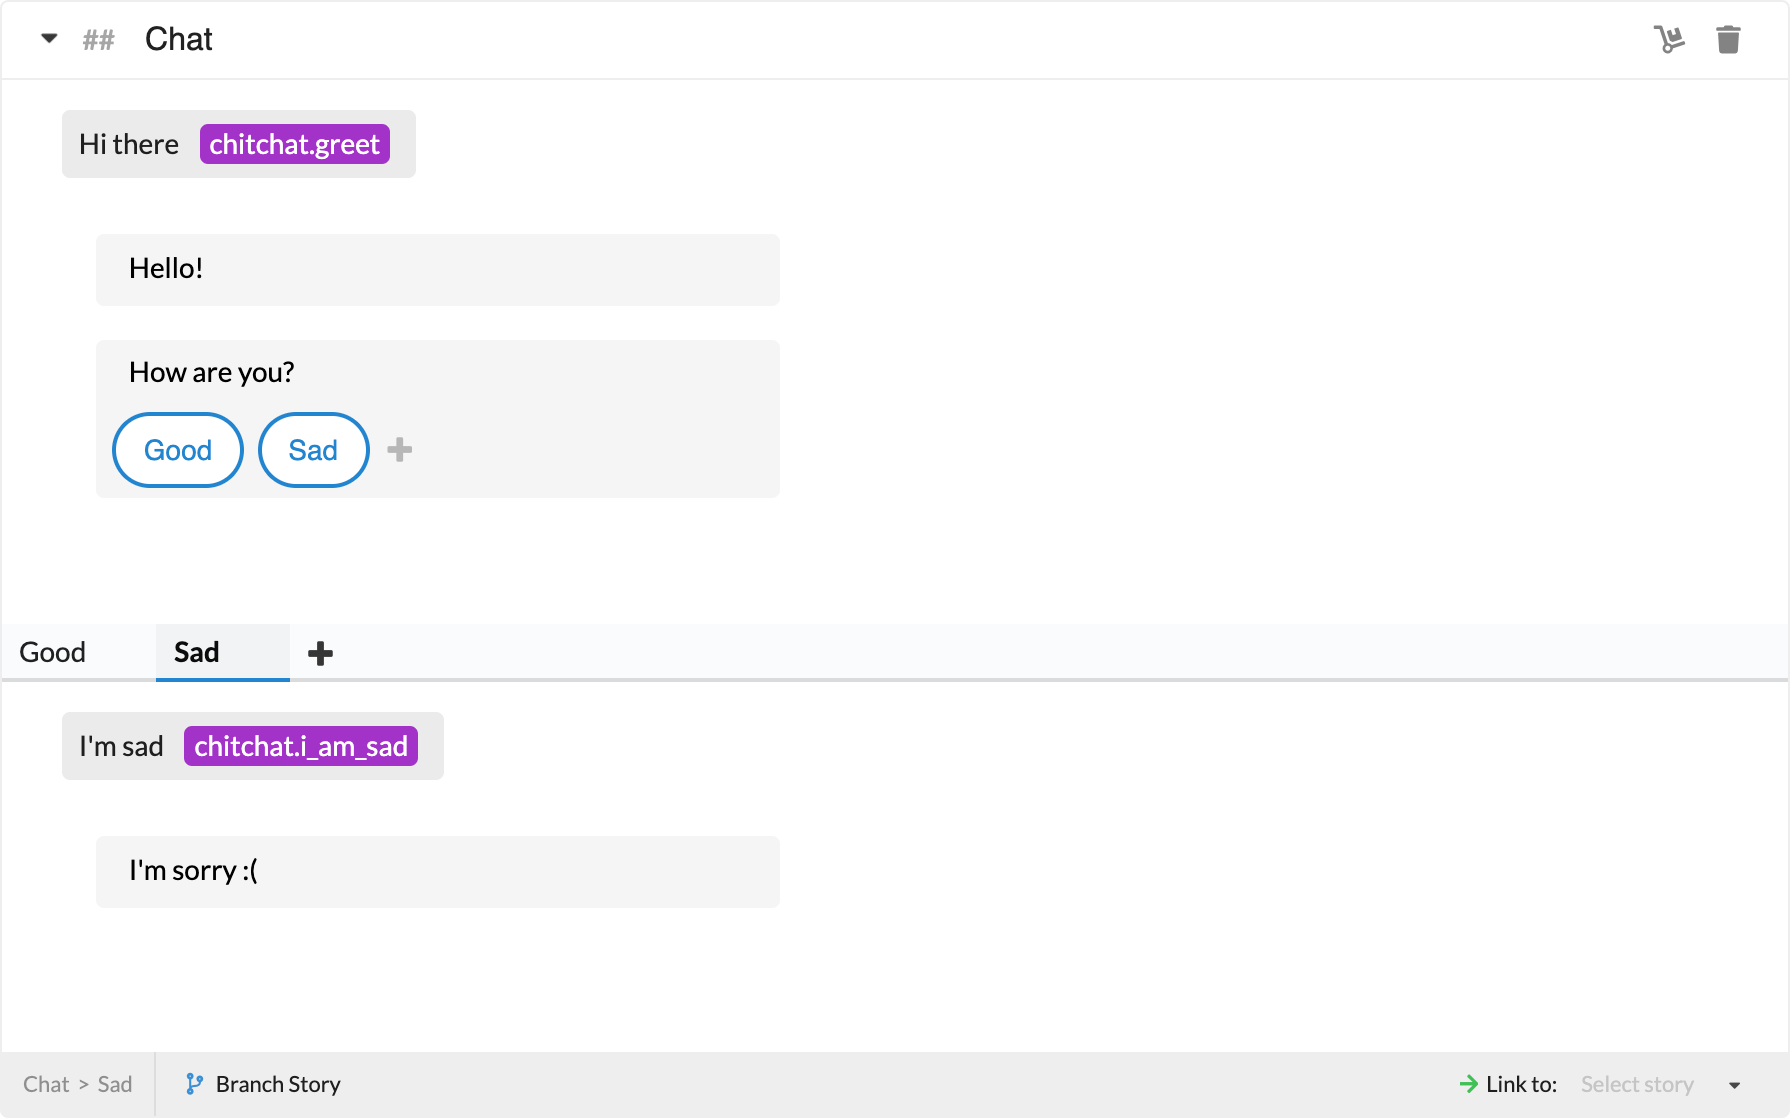 ## Chat
Hi there chitchat.greet
Hello!
How are you?
Good Sad
Good Sad
I'm sad chitchat.i_am_sad
I'm sorry :(
Chat > Sad Branch Story Link to: Select story